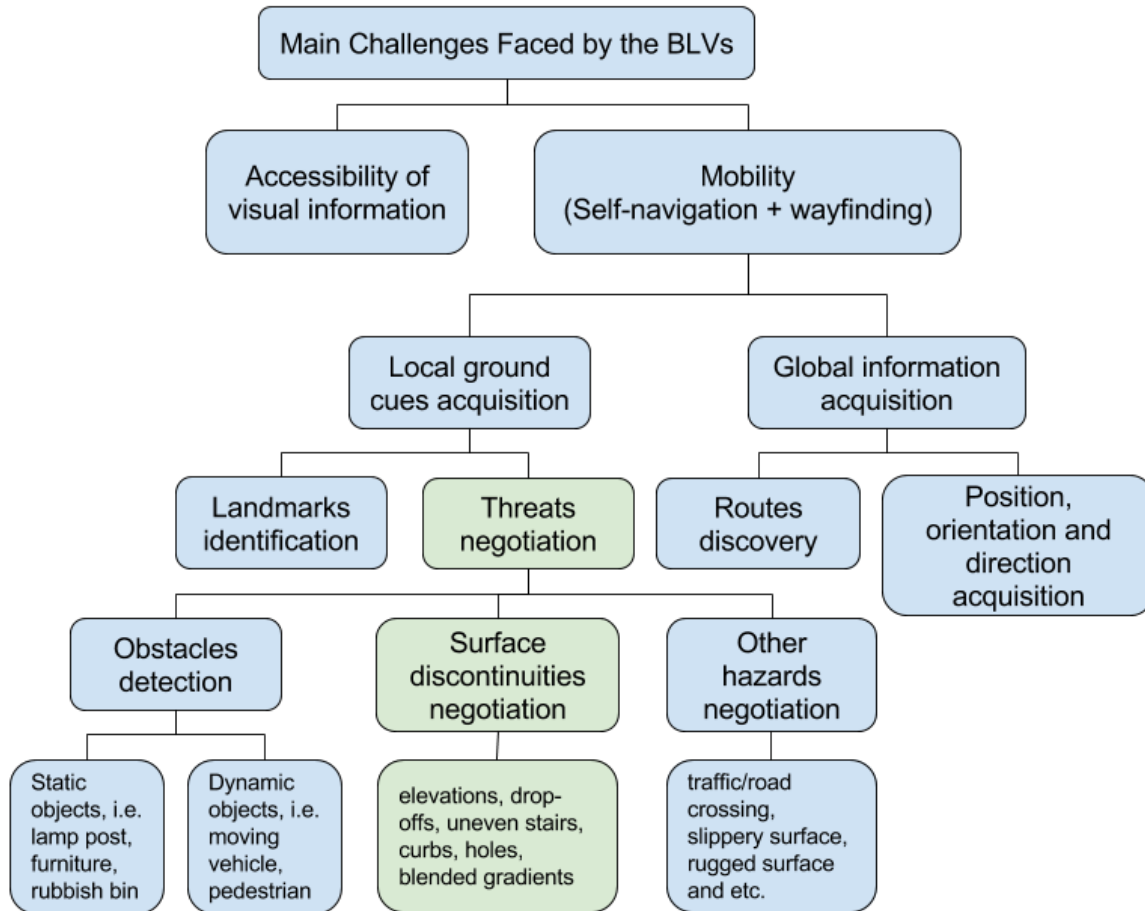 Main Challenges Faced by the BLVs
Accessibility of
visual information
Mobility
(Self-navigation + wayfinding)
Local ground
cues acquisition
Global information
acquisition
Landmarks
identification
Threats
negotiation
Routes
discovery
Position,
orientation and
direction
acquisition
Obstacles
detection
Surface
discontinuities
negotiation
Other
hazards
negotiation
Static
objects, i.e.
lamp post,
furniture,
rubbish bin
Dynamic
objects, i.e.
moving
vehicle,
pedestrian
elevations, drop-
offs, uneven stairs,
curbs, holes,
blended gradients
traffic/road
crossing,
slippery surface,
rugged surface
and etc.